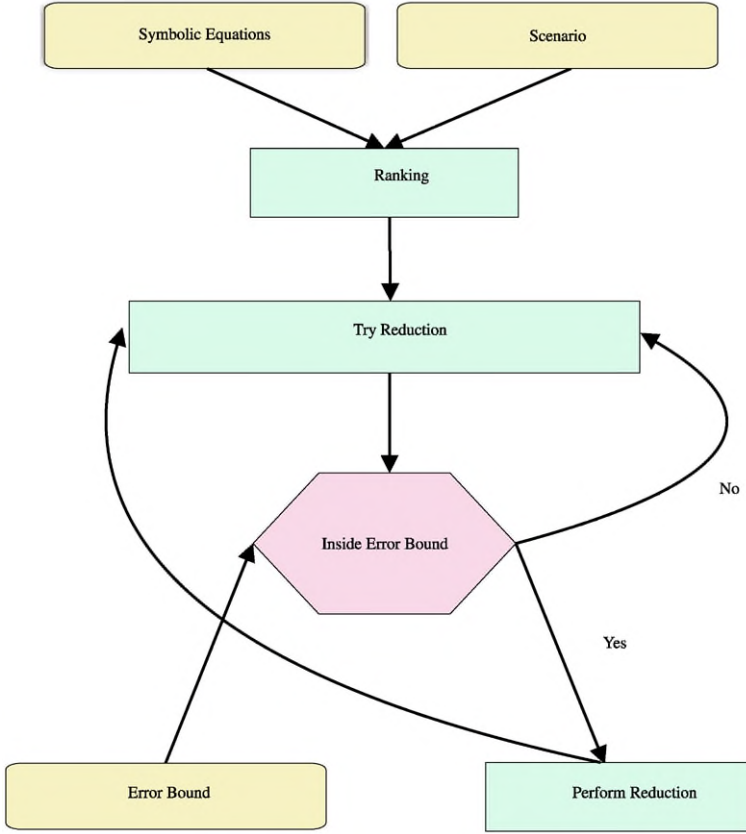 Symbolic Equations
Scenario
Ranking
Try Reduction
Inside Error Bound
No
Yes
Error Bound
Perform Reduction